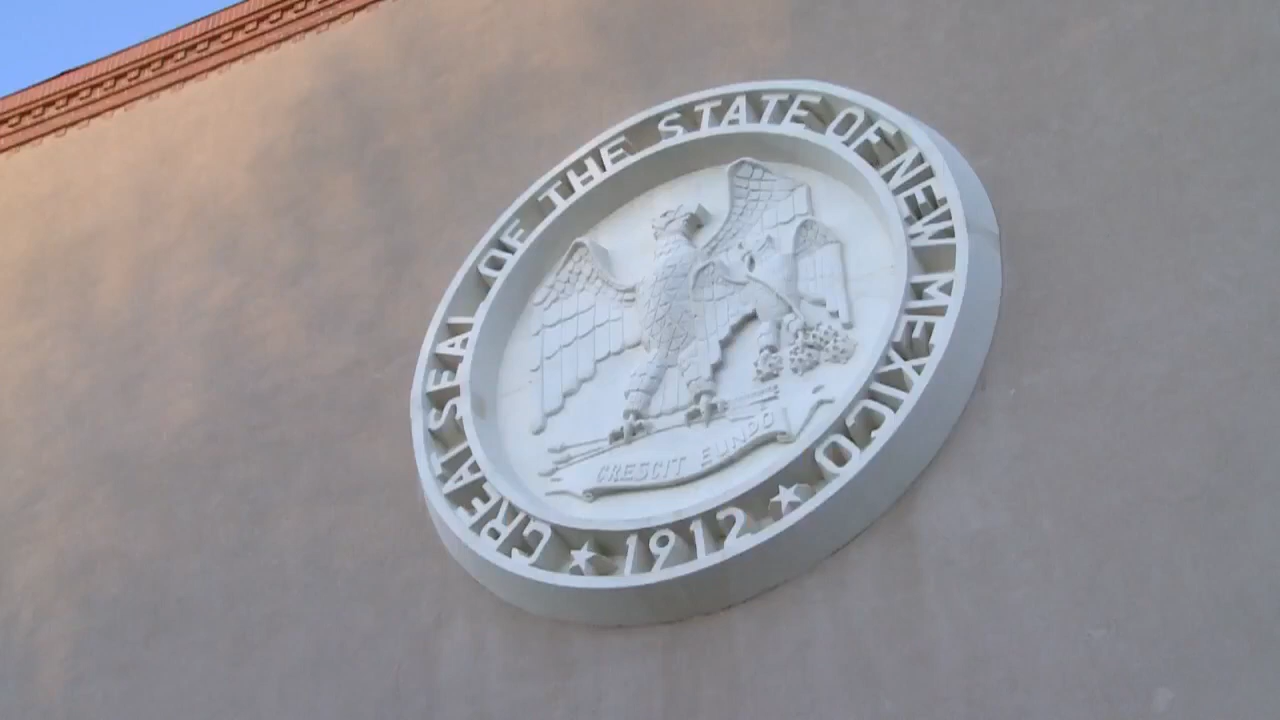 GREAT SEAL OF THE STATE OF NEW MEXICO
1912
CRESCIT EUNDO